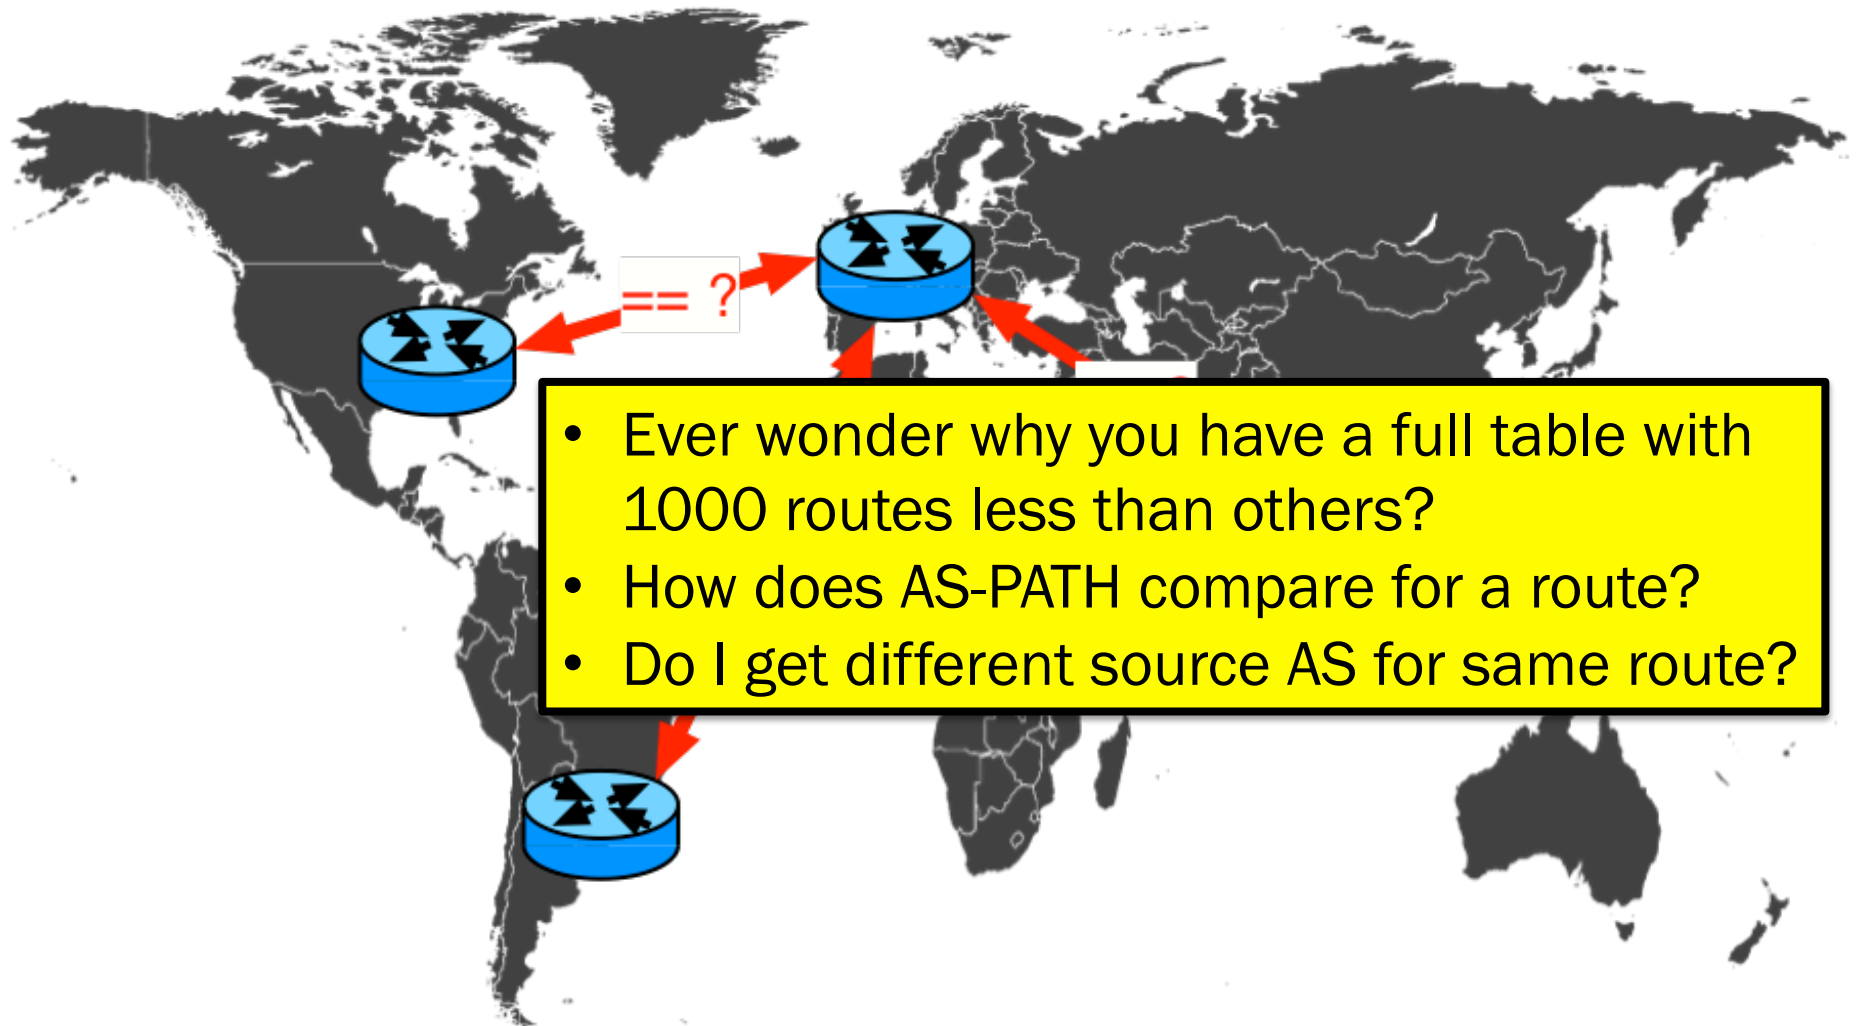 == ?
• Ever wonder why you have a full table with
1000 routes less than others?
• How does AS-PATH compare for a route?
• Do I get different source AS for same route?